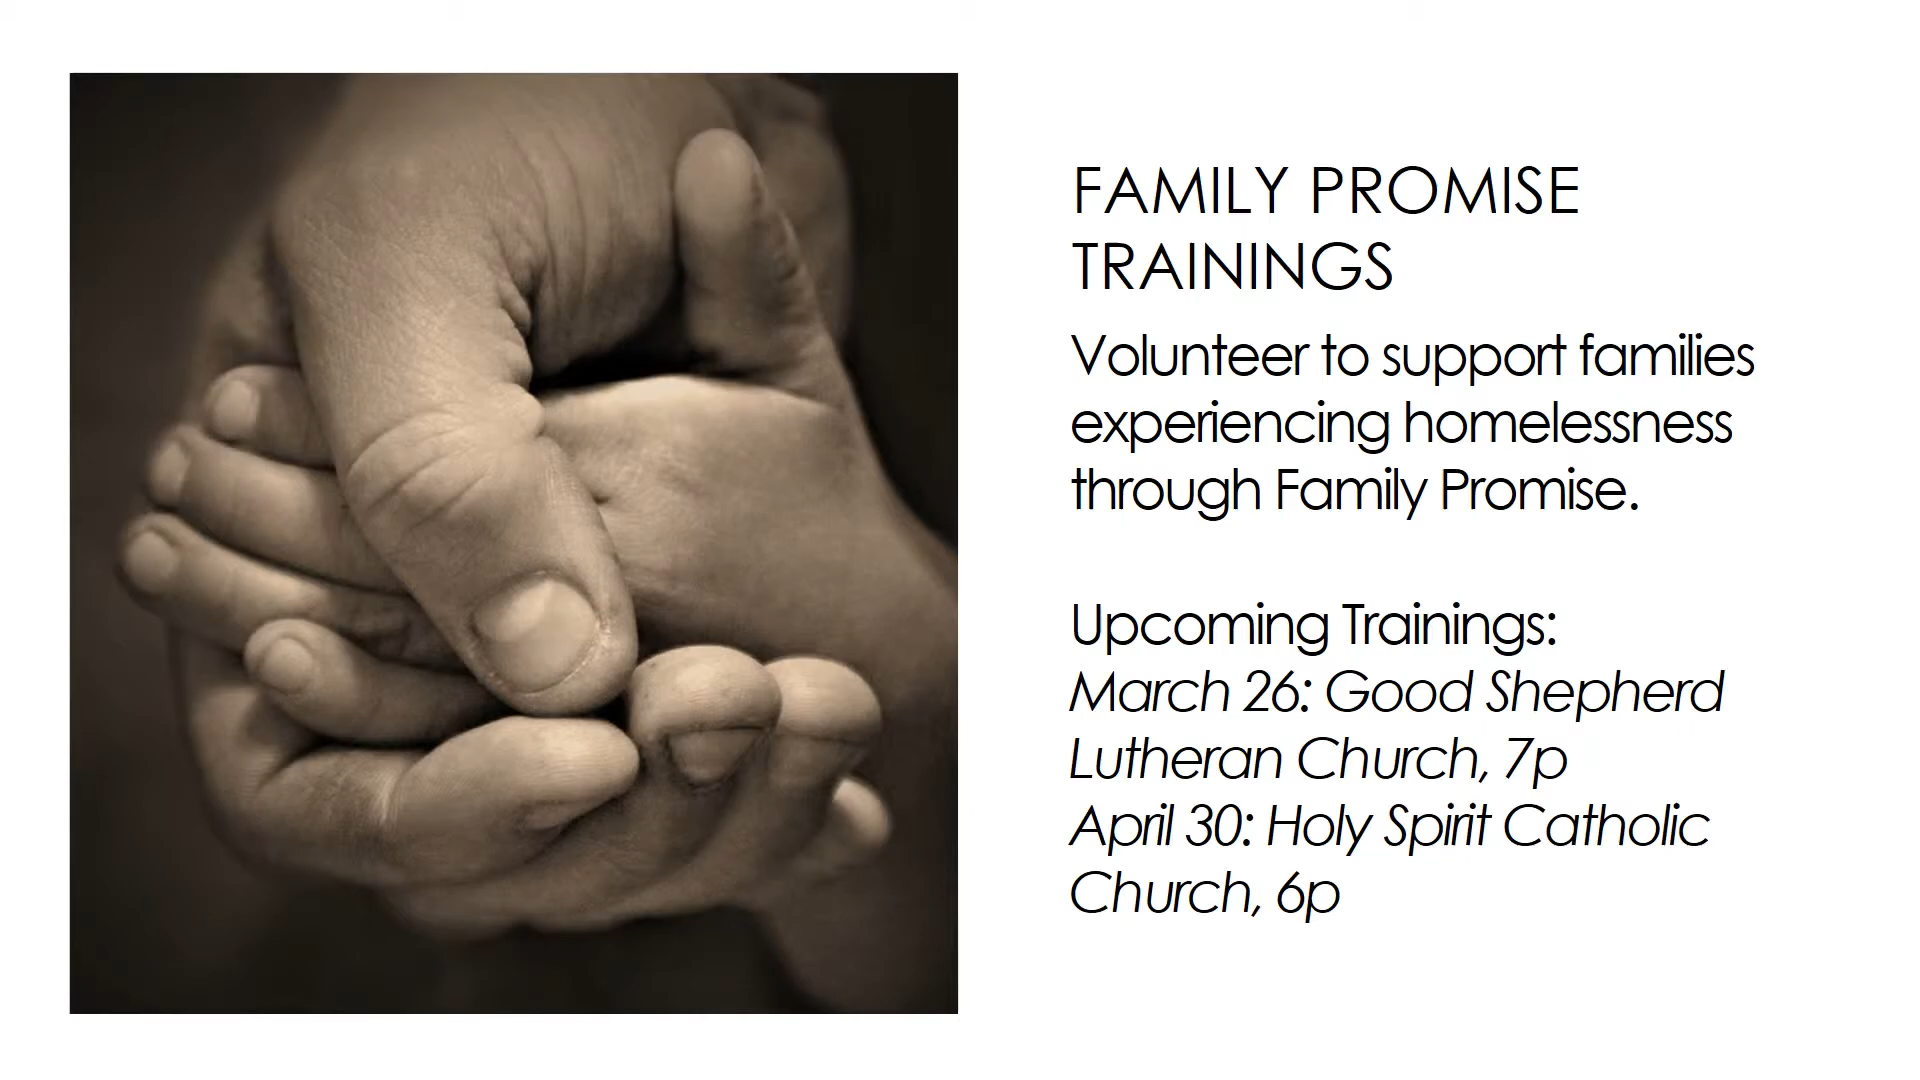 FAMILY PROMISE
TRAININGS
Volunteer to support families
experiencing homelessness
through Family Promise.
Upcoming Trainings:
March 26: Good Shepherd
Lutheran Church, 7p
April 30: Holy Spirit Catholic
Church, 6p